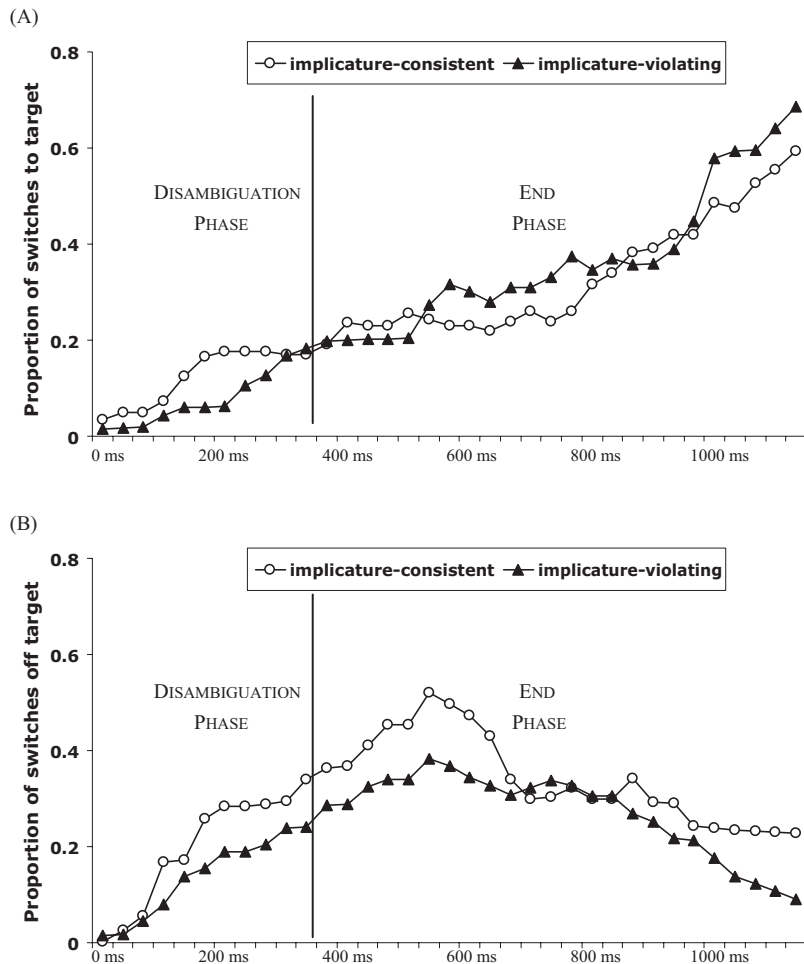 (A)
Proportion of switches to target
0.8
0.6
0.4
0.2
0
implicature-consistent implicature-violating
DISAMBIGUATION
PHASE
END
PHASE
0 ms 200 ms 400 ms 600 ms 800 ms 1000 ms
(B)
Proportion of switches off target
0.8
0.6
0.4
0.2
0
implicature-consistent implicature-violating
DISAMBIGUATION
PHASE
END
PHASE
0 ms 200 ms 400 ms 600 ms 800 ms 1000 ms